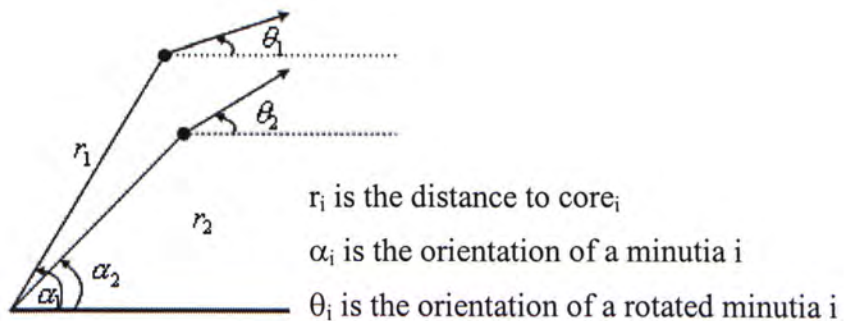 θ₁
θ₂
r₁
r₂
α₁
α₂
rᵢ is the distance to coreᵢ
αᵢ is the orientation of a minutia i
θᵢ is the orientation of a rotated minutia i